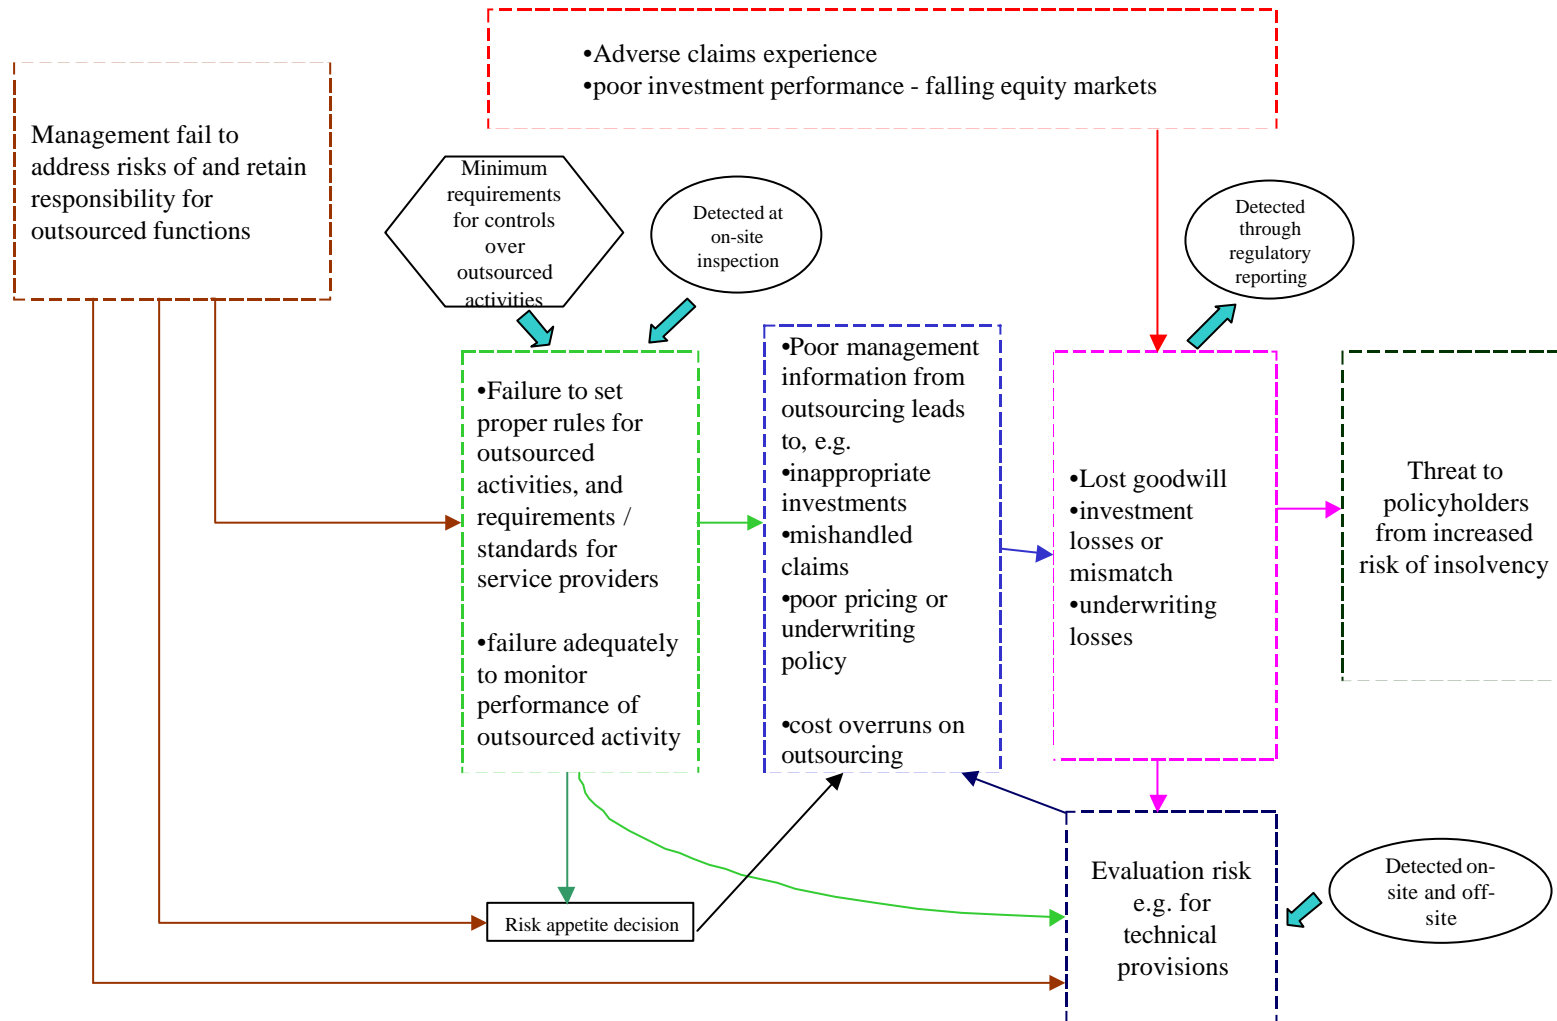 •Adverse claims experience
•poor investment performance - falling equity markets
Management fail to
address risks of and retain
responsibility for
outsourced functions
Minimum
requirements
for controls
over
outsourced
activities
Detected at
on-site
inspection
Detected
through
regulatory
reporting
•Failure to set
proper rules for
outsourced
activities, and
requirements /
standards for
service providers
•failure adequately
to monitor
performance of
outsourced activity
•Poor management
information from
outsourcing leads
to, e.g.
•inappropriate
investments
•mishandled
claims
•poor pricing or
underwriting
policy
•cost overruns on
outsourcing
•Lost goodwill
•investment
losses or
mismatch
•underwriting
losses
Threat to
policyholders
from increased
risk of insolvency
Risk appetite decision
Evaluation risk
e.g. for
technical
provisions
Detected on-
site and off-
site